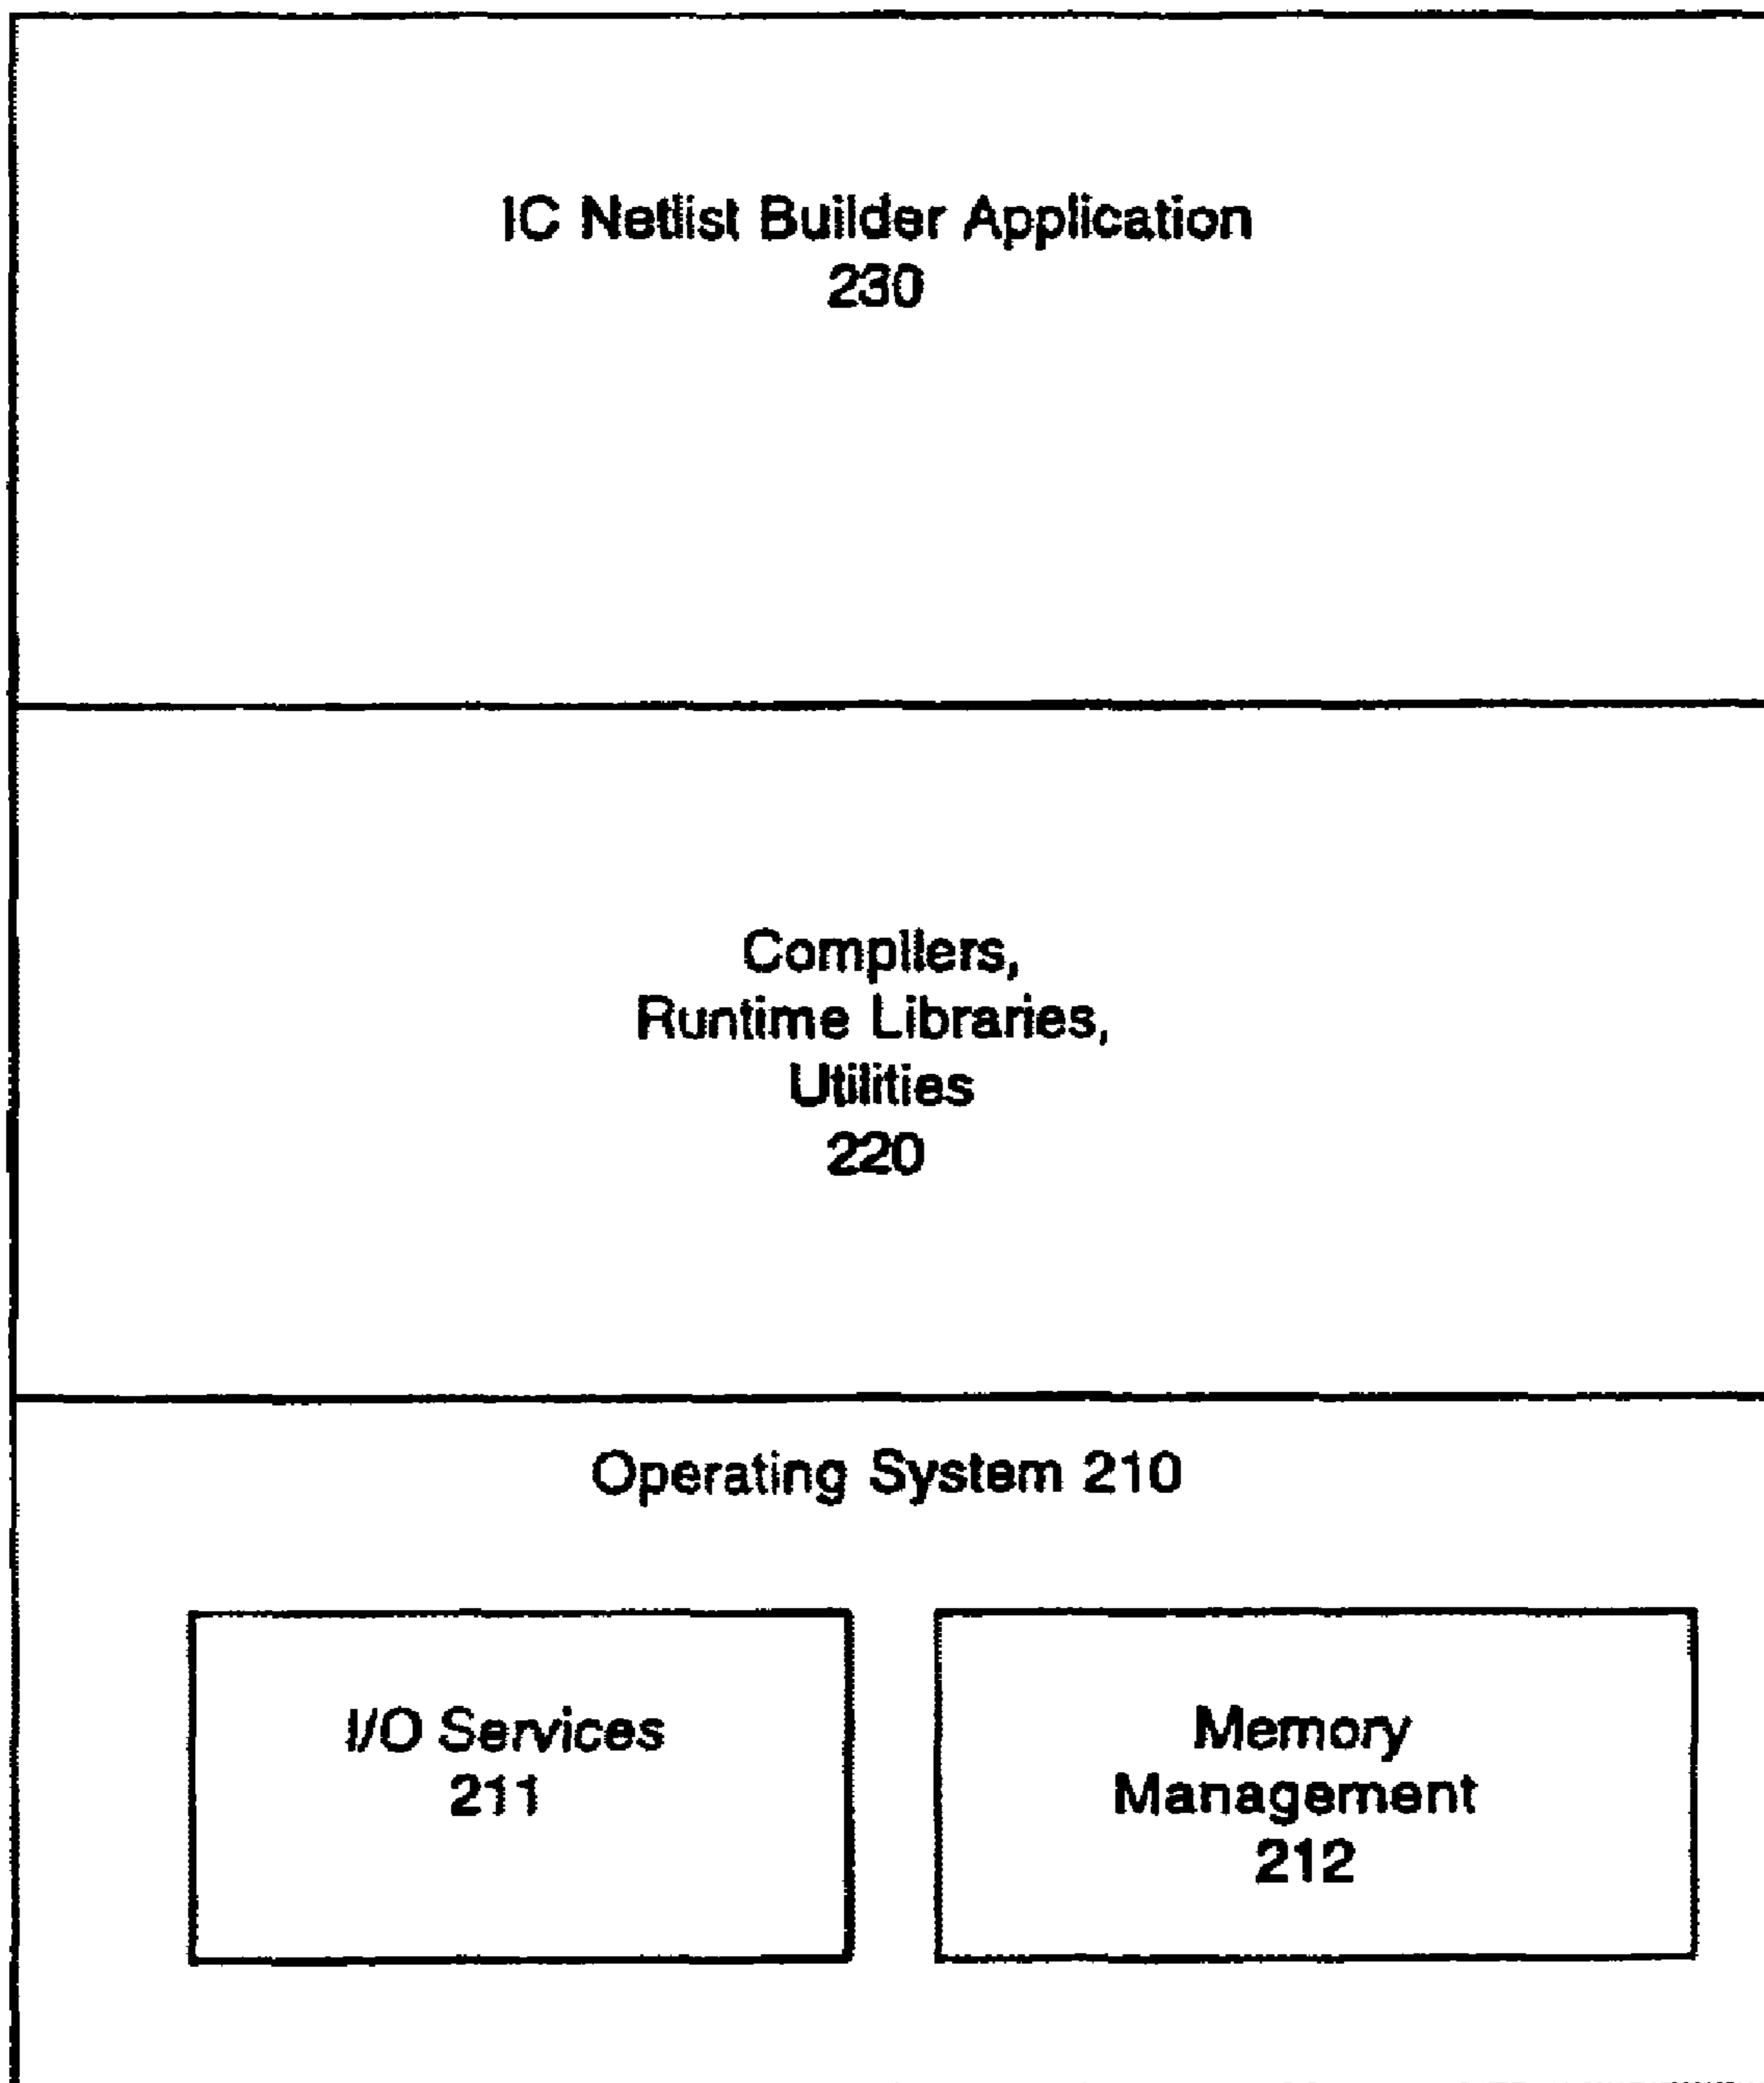 IC Netlist Builder Application
230
Compilers,
Runtime Libraries,
Utilities
220
Operating System 210
I/O Services
211
Memory
Management
212